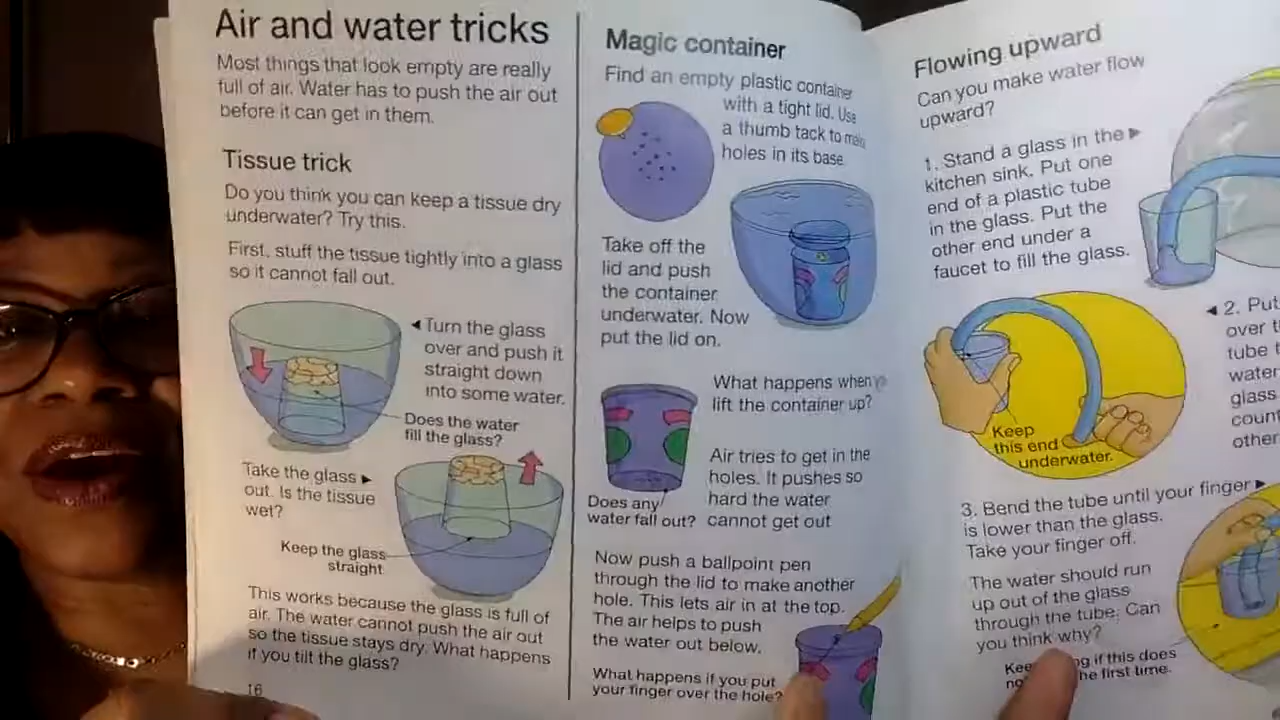 Air and water tricks
Most things that look empty are really
full of air. Water has to push the air out
before it can get in them.
Tissue trick
Do you think you can keep a tissue dry
underwater? Try this.
First, stuff the tissue tightly into a glass
so it cannot fall out.
◄ Turn the glass
over and push it
straight down
into some water.
Does the water
fill the glass?
Take the glass ►
out. Is the tissue
wet?
Keep the glass
straight
This works because the glass is full of
air. The water cannot push the air out
so the tissue stays dry. What happens
if you tilt the glass?
16
Magic container
Find an empty plastic container
with a tight lid. Use
a thumb tack to make
holes in its base
Take off the
lid and push
the container
underwater. Now
put the lid on.
What happens when
lift the container up?
Air tries to get in the
holes. It pushes so
hard the water
cannot get out
Does any
water fall out?
Now push a ballpoint pen
through the lid to make another
hole. This lets air in at the top.
The air helps to push
the water out below.
What happens if you put
your finger over the hole?
Flowing upward
Can you make water flow
upward?
1. Stand a glass in the ►
kitchen sink. Put one
end of a plastic tube
in the glass. Put the
other end under a
faucet to fill the glass.
◄ 2. Put
over
tube
water
glass
other
Keep
this end
underwater.
3. Bend the tube until your finger ►
is lower than the glass.
Take your finger off.
The water should run
up out of the glass
through the tube. Can
you think why?
if this does
the first time.